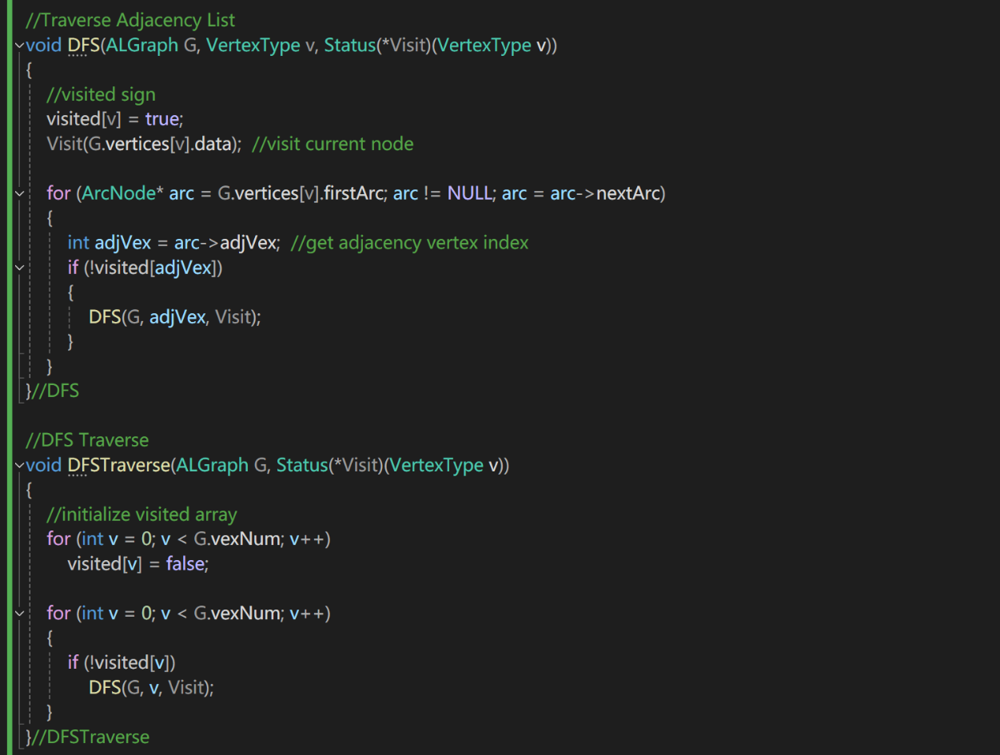 //Traverse Adjacency List
void DFS(ALGraph G, VertexType v, Status(*Visit)(VertexType v))
{
//visited sign
visited[v] = true;
Visit(G.vertices[v].data);  //visit current node
for (ArcNode* arc = G.vertices[v].firstArc; arc != NULL; arc = arc->nextArc)
{
int adjVex = arc->adjVex;  //get adjacency vertex index
if (!visited[adjVex])
{
DFS(G, adjVex, Visit);
}
}
}//DFS
//DFS Traverse
void DFSTraverse(ALGraph G, Status(*Visit)(VertexType v))
{
//initialize visited array
for (int v = 0; v < G.vexNum; v++)
visited[v] = false;
for (int v = 0; v < G.vexNum; v++)
{
if (!visited[v])
DFS(G, v, Visit);
}
}//DFSTraverse